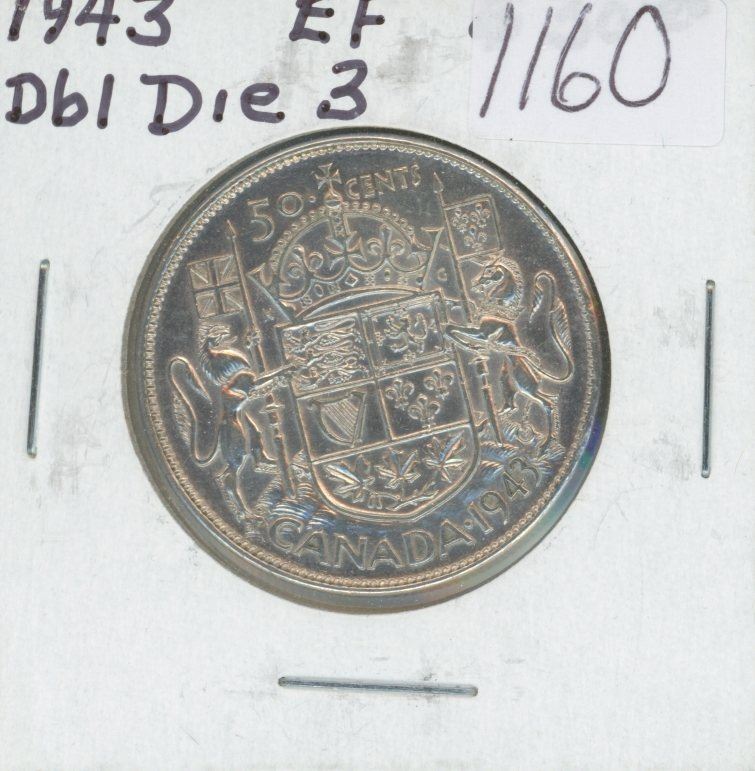 1943 EF
1160
Dbl Die 3
50 · CENTS
CANADA · 1943